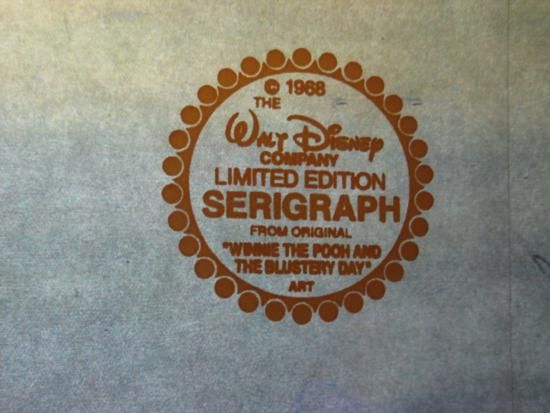 © 1968
THE
WALT DISNEY
COMPANY
LIMITED EDITION
SERIGRAPH
FROM ORIGINAL
"WINNIE THE POOH AND
THE BLUSTERY DAY"
ART